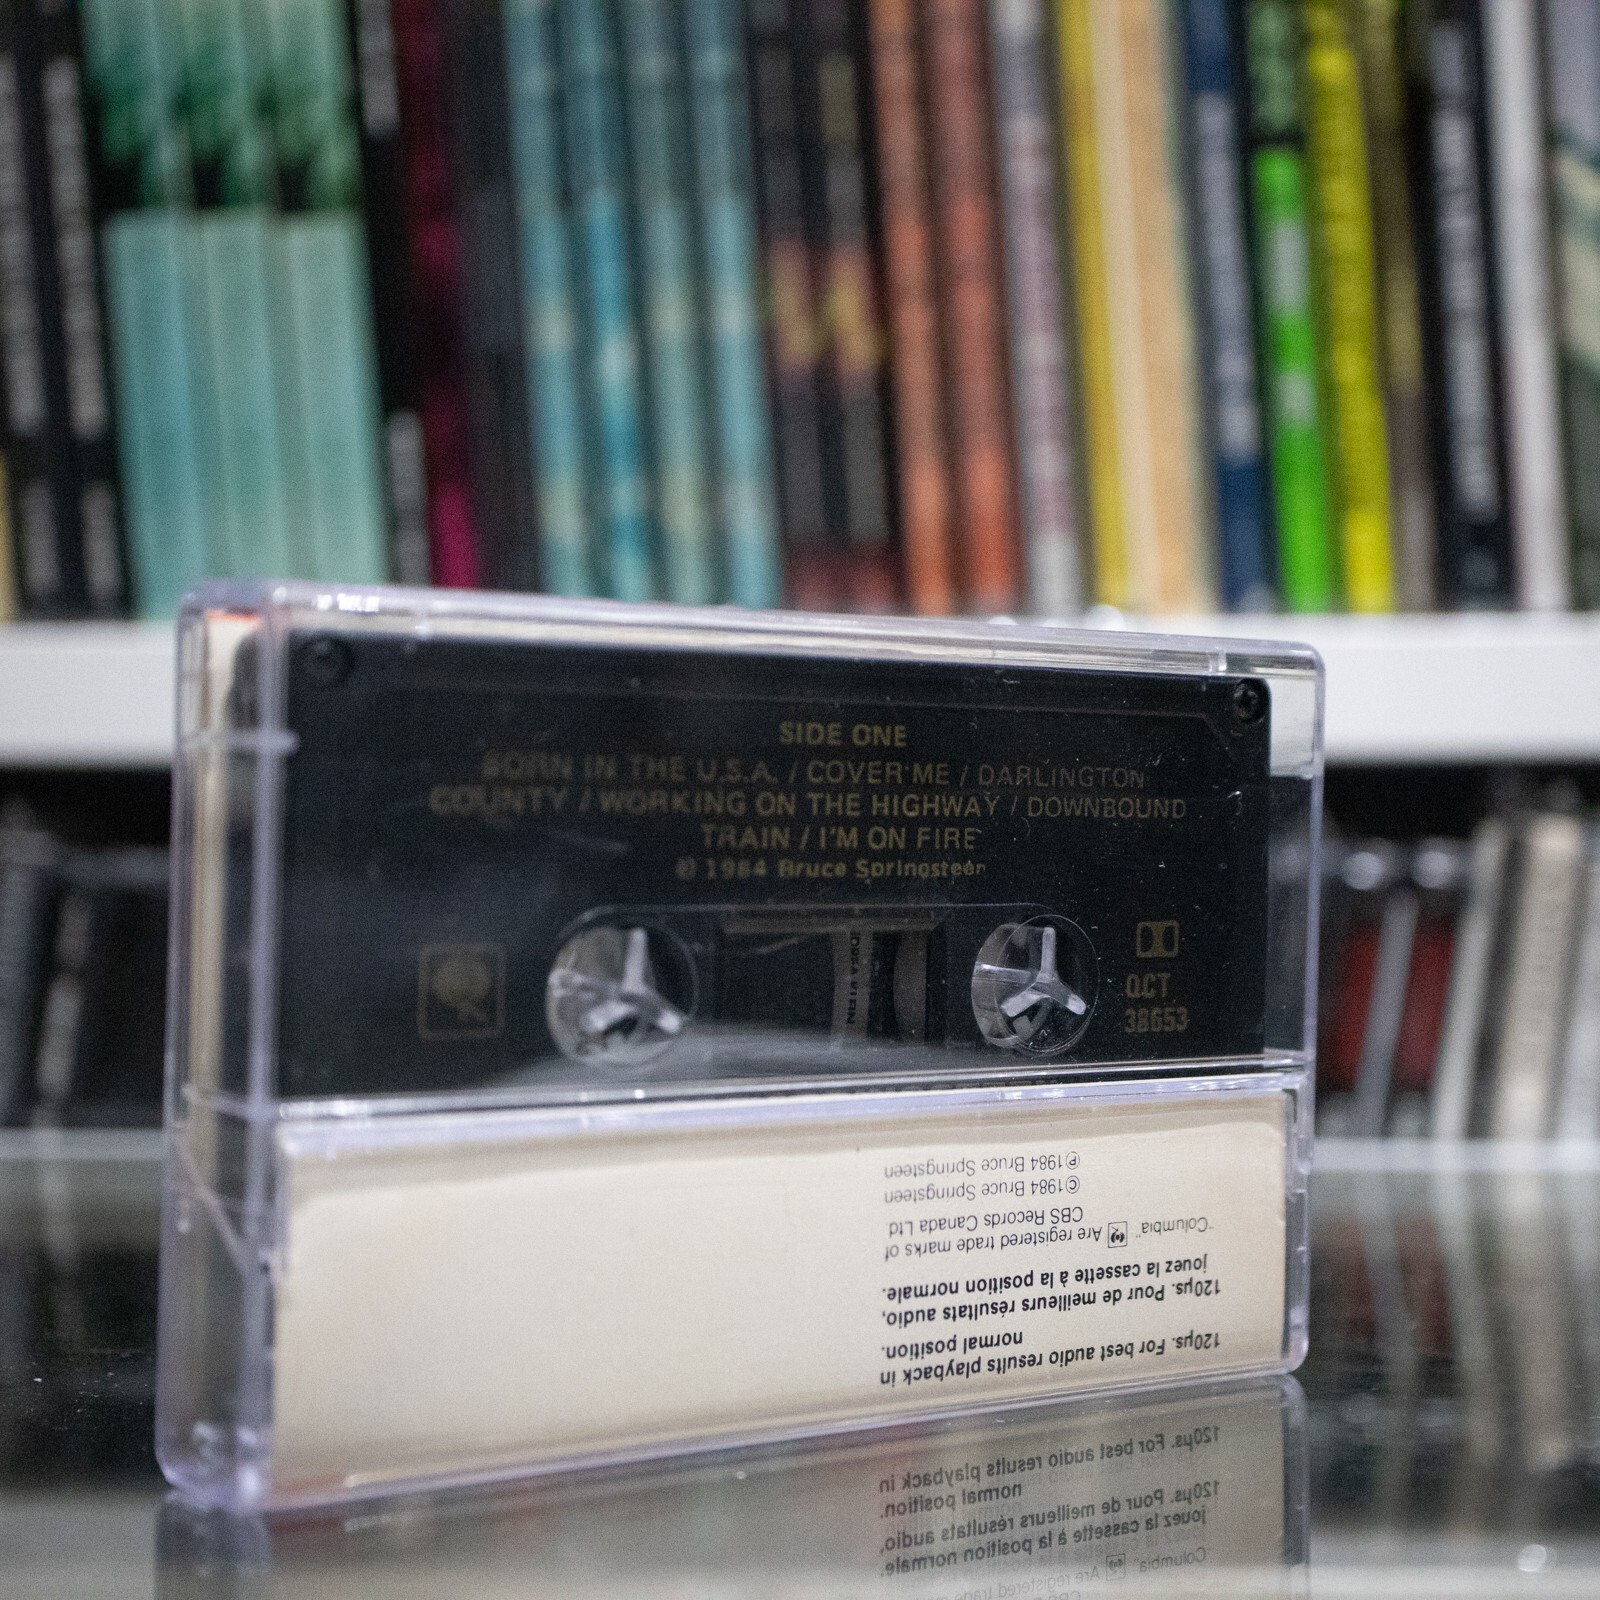 SIDE ONE
BORN IN THE U.S.A. / COVER ME / DARLINGTON
COUNTY / WORKING ON THE HIGHWAY / DOWNBOUND
TRAIN / I'M ON FIRE
© 1984 Bruce Springsteen
QCT
38653
120µs. For best audio results playback in
normal position.
120µs. Pour de meilleurs résultats audio,
jouez la cassette à la position normale.
"Columbia" Are registered trade marks of
CBS Records Canada Ltd.
©1984 Bruce Springsteen
℗1984 Bruce Springsteen